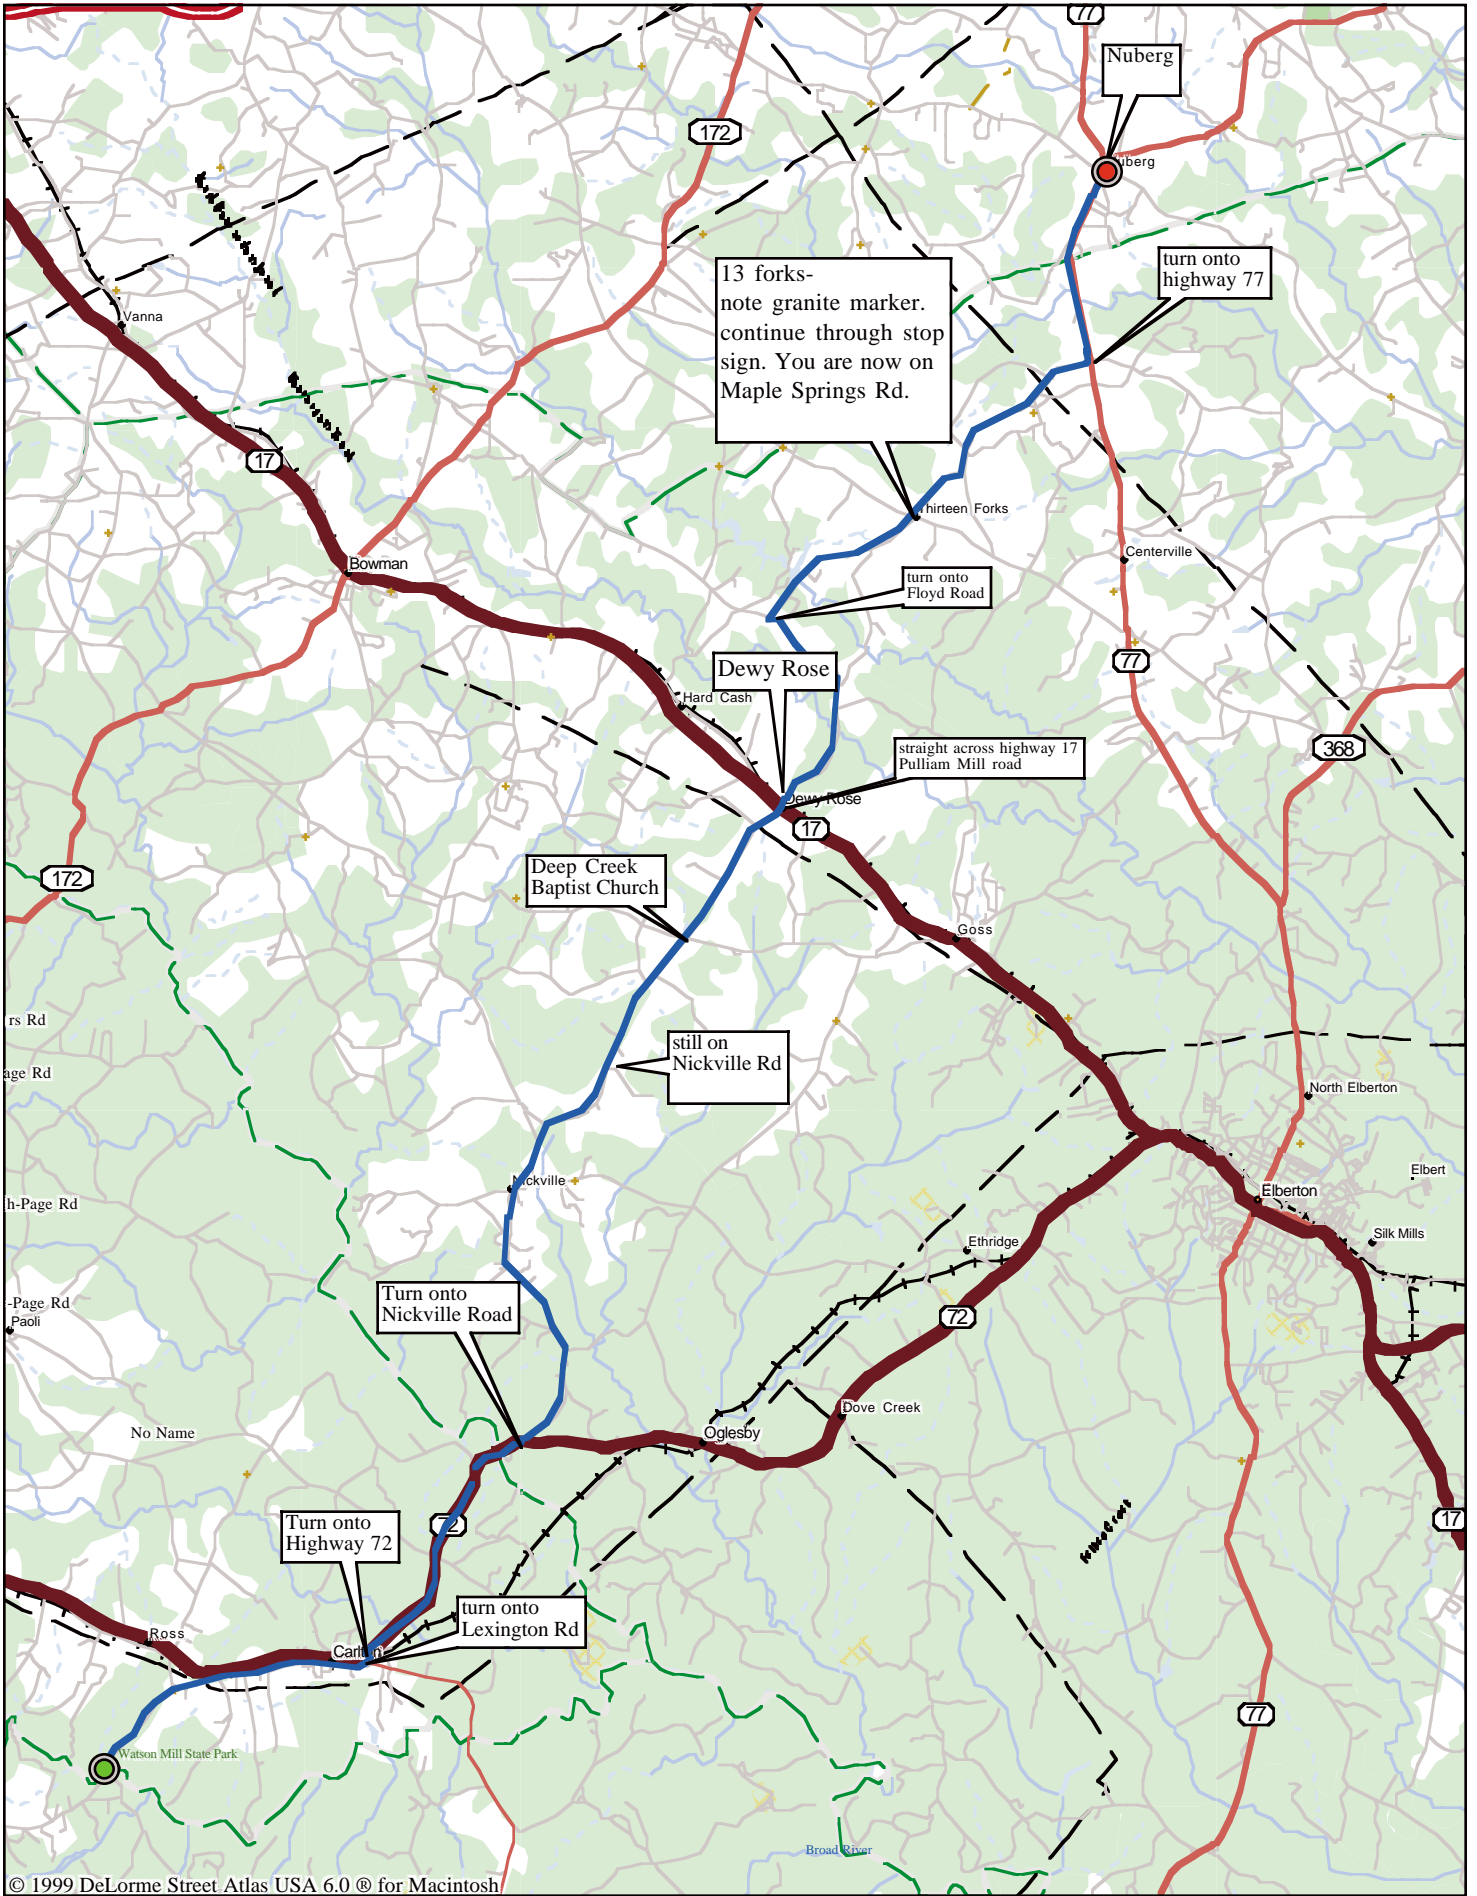 77
Nuberg
172
uberg
13 forks-
note granite marker.
continue through stop
sign. You are now on
Maple Springs Rd.
turn onto
highway 77
Vanna
17
Thirteen Forks
Centerville
Bowman
turn onto
Floyd Road
77
Dewy Rose
Hard Cash
straight across highway 17
Pulliam Mill road
368
Dewy Rose
17
172
Deep Creek
Baptist Church
Goss
rs Rd
still on
Nickville Rd
age Rd
North Elberton
Elbert
Nickville
h-Page Rd
Elberton
Silk Mills
Ethridge
Turn onto
Nickville Road
-Page Rd
Paoli
72
Dove Creek
No Name
Oglesby
Turn onto
Highway 72
72
17
turn onto
Lexington Rd
Ross
Carlton
77
Watson Mill State Park
Broad River
© 1999 DeLorme Street Atlas USA 6.0 ® for Macintosh